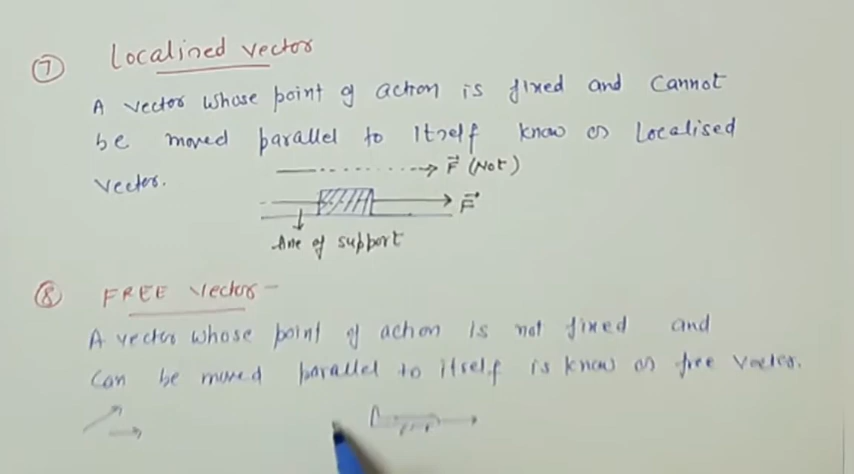 7 Localised vector
A vector whose point of action is fixed and cannot
be moved parallel to itself know as Localised
vector.
F (Not)
F
line of support
8 FREE vector -
A vector whose point of action is not fixed and
can be moved parallel to itself is know as free vector.